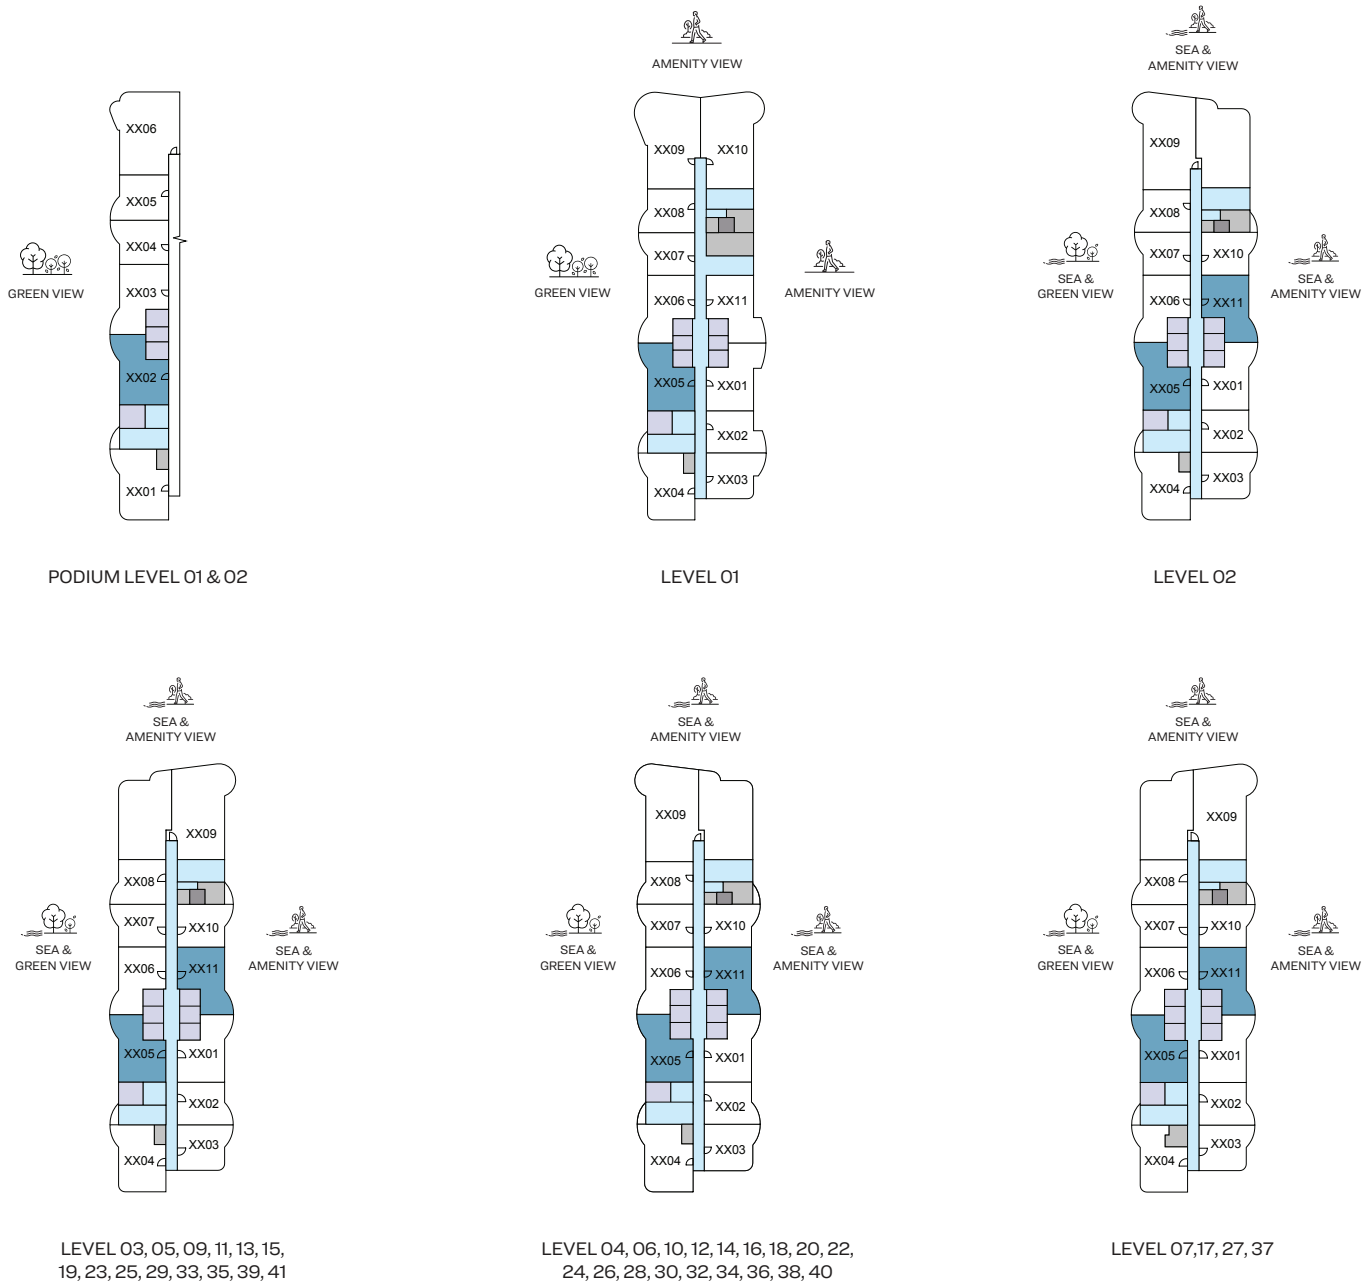 AMENITY VIEW
SEA &
AMENITY VIEW
XX06
XX05
XX04
XX03
XX02
XX01
GREEN VIEW
PODIUM LEVEL 01 & 02
XX09
XX10
XX08
XX07
XX06
XX11
XX05
XX01
XX02
XX03
XX04
GREEN VIEW
AMENITY VIEW
LEVEL 01
XX09
XX08
XX07
XX10
XX06
XX11
XX05
XX01
XX02
XX03
XX04
SEA &
GREEN VIEW
SEA &
AMENITY VIEW
LEVEL 02
SEA &
AMENITY VIEW
XX09
XX08
XX07
XX10
XX06
XX11
XX05
XX01
XX02
XX03
XX04
SEA &
GREEN VIEW
SEA &
AMENITY VIEW
LEVEL 03, 05, 09, 11, 13, 15,
19, 23, 25, 29, 33, 35, 39, 41
SEA &
AMENITY VIEW
XX09
XX08
XX07
XX10
XX06
XX11
XX05
XX01
XX02
XX03
XX04
SEA &
GREEN VIEW
SEA &
AMENITY VIEW
LEVEL 04, 06, 10, 12, 14, 16, 18, 20, 22,
24, 26, 28, 30, 32, 34, 36, 38, 40
SEA &
AMENITY VIEW
XX09
XX08
XX07
XX10
XX06
XX11
XX05
XX01
XX02
XX03
XX04
SEA &
GREEN VIEW
SEA &
AMENITY VIEW
LEVEL 07,17, 27, 37